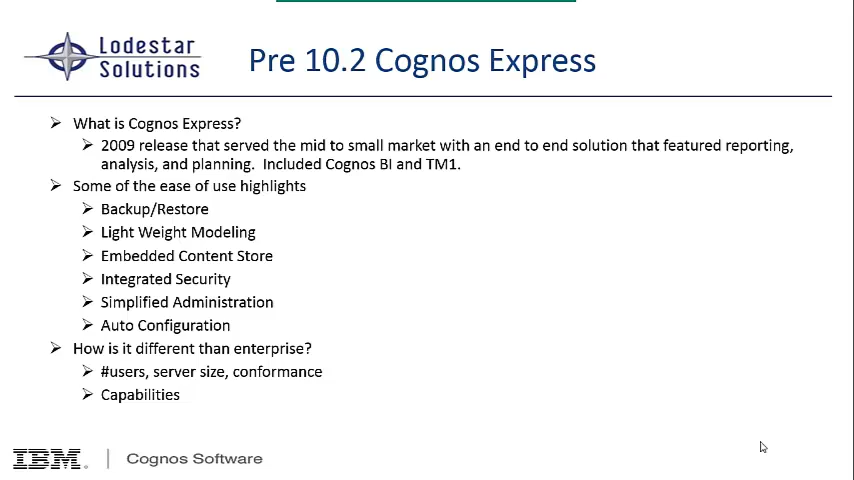 Lodestar
Solutions
Pre 10.2 Cognos Express
What is Cognos Express?
2009 release that served the mid to small market with an end to end solution that featured reporting,
analysis, and planning.  Included Cognos BI and TM1.
Some of the ease of use highlights
Backup/Restore
Light Weight Modeling
Embedded Content Store
Integrated Security
Simplified Administration
Auto Configuration
How is it different than enterprise?
#users, server size, conformance
Capabilities
IBM® | Cognos Software